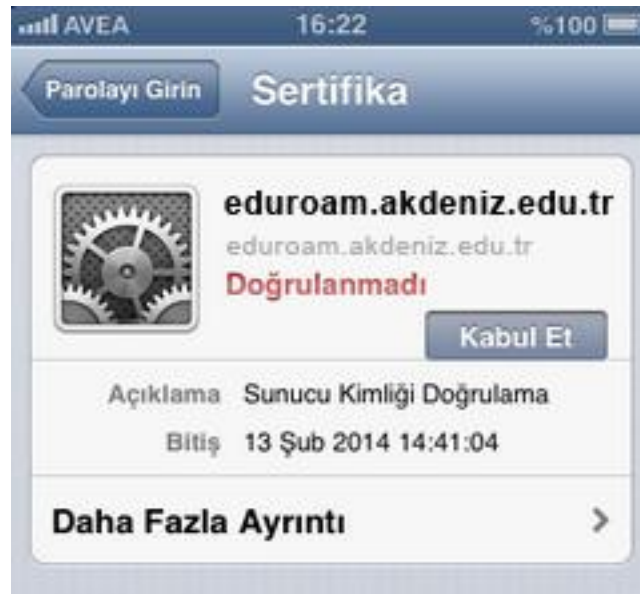 AVEA 16:22 %100
Parolayı Girin Sertifika
eduroam.akdeniz.edu.tr
eduroam.akdeniz.edu.tr
Doğrulanmadı
Kabul Et
Açıklama Sunucu Kimliği Doğrulama
Bitiş 13 Şub 2014 14:41:04
Daha Fazla Ayrıntı